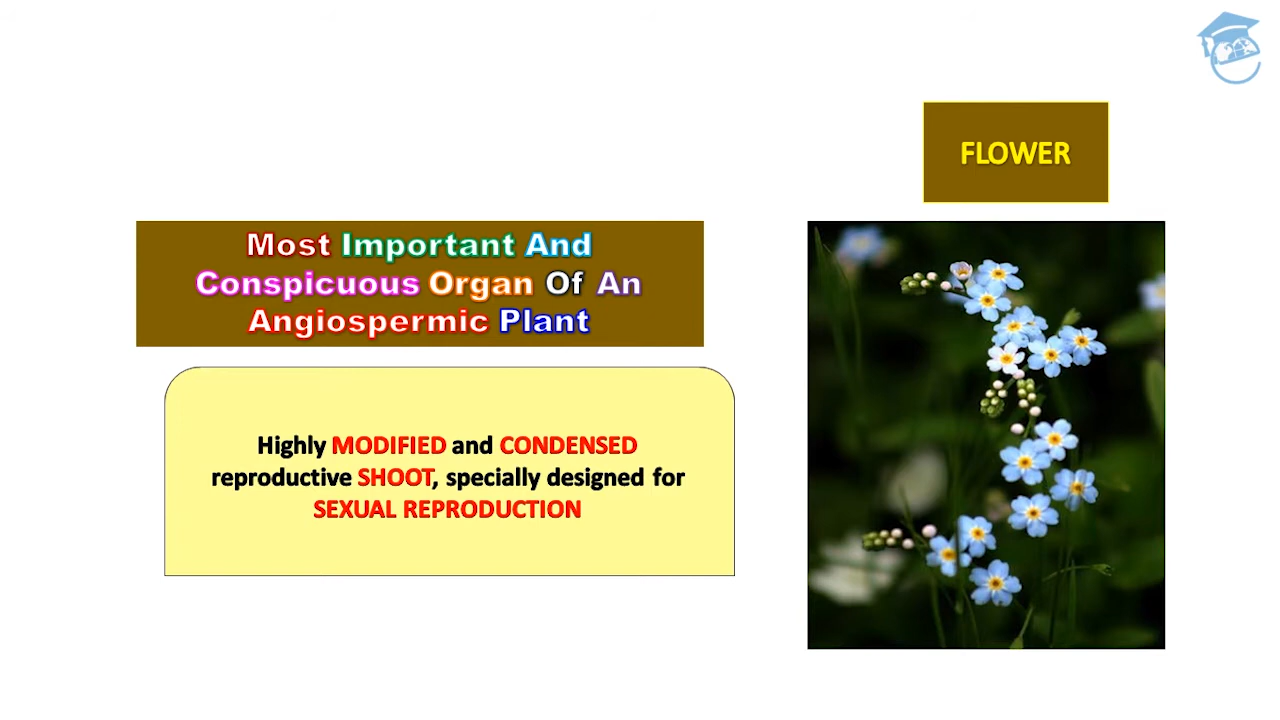 FLOWER
Most Important And
Conspicuous Organ Of An
Angiospermic Plant
Highly MODIFIED and CONDENSED
reproductive SHOOT, specially designed for
SEXUAL REPRODUCTION